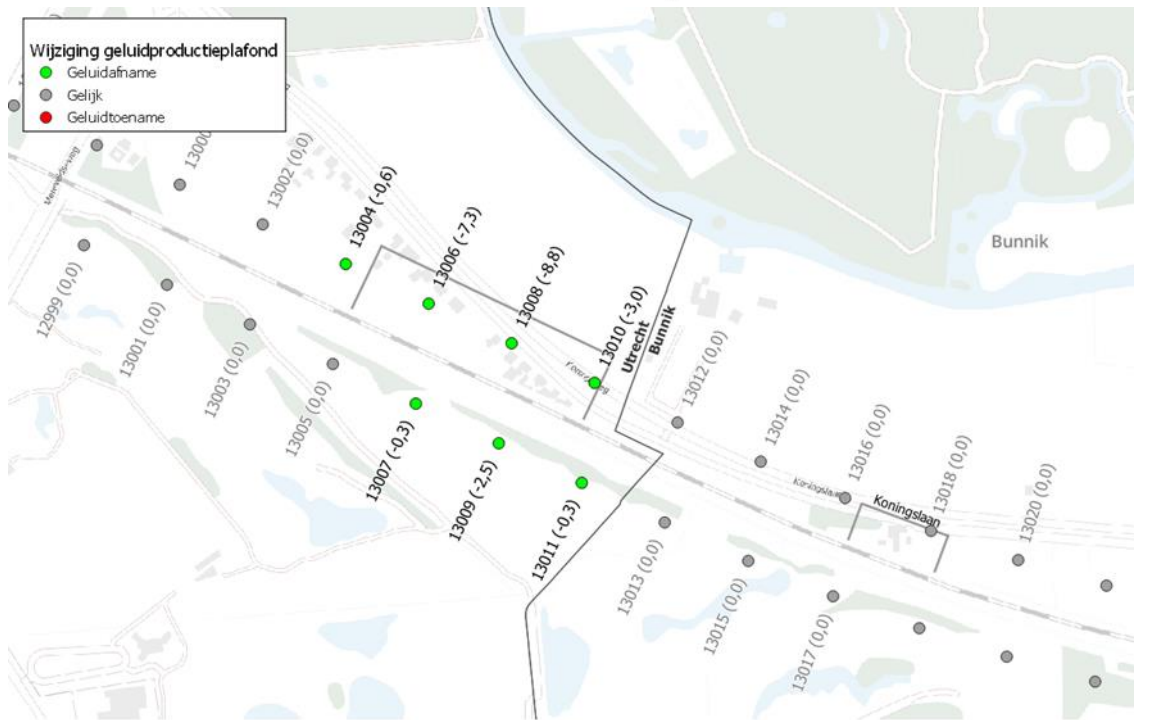 Wijziging geluidproductieplafond
Geluidafname
Gelijk
Geluidtoename
13000
13002 (0,0)
13004 (-0,6)
13006 (-7,3)
13008 (-8,8)
13010 (-3,0)
Utrecht
Bunnik
Bunnik
12999 (0,0)
13001 (0,0)
13003 (0,0)
13005 (0,0)
13007 (-0,3)
13009 (-2,5)
13011 (-0,3)
13012 (0,0)
13014 (0,0)
13016 (0,0)
13018 (0,0)
13020 (0,0)
Koningslaan
Koningslaan
13013 (0,0)
13015 (0,0)
13017 (0,0)